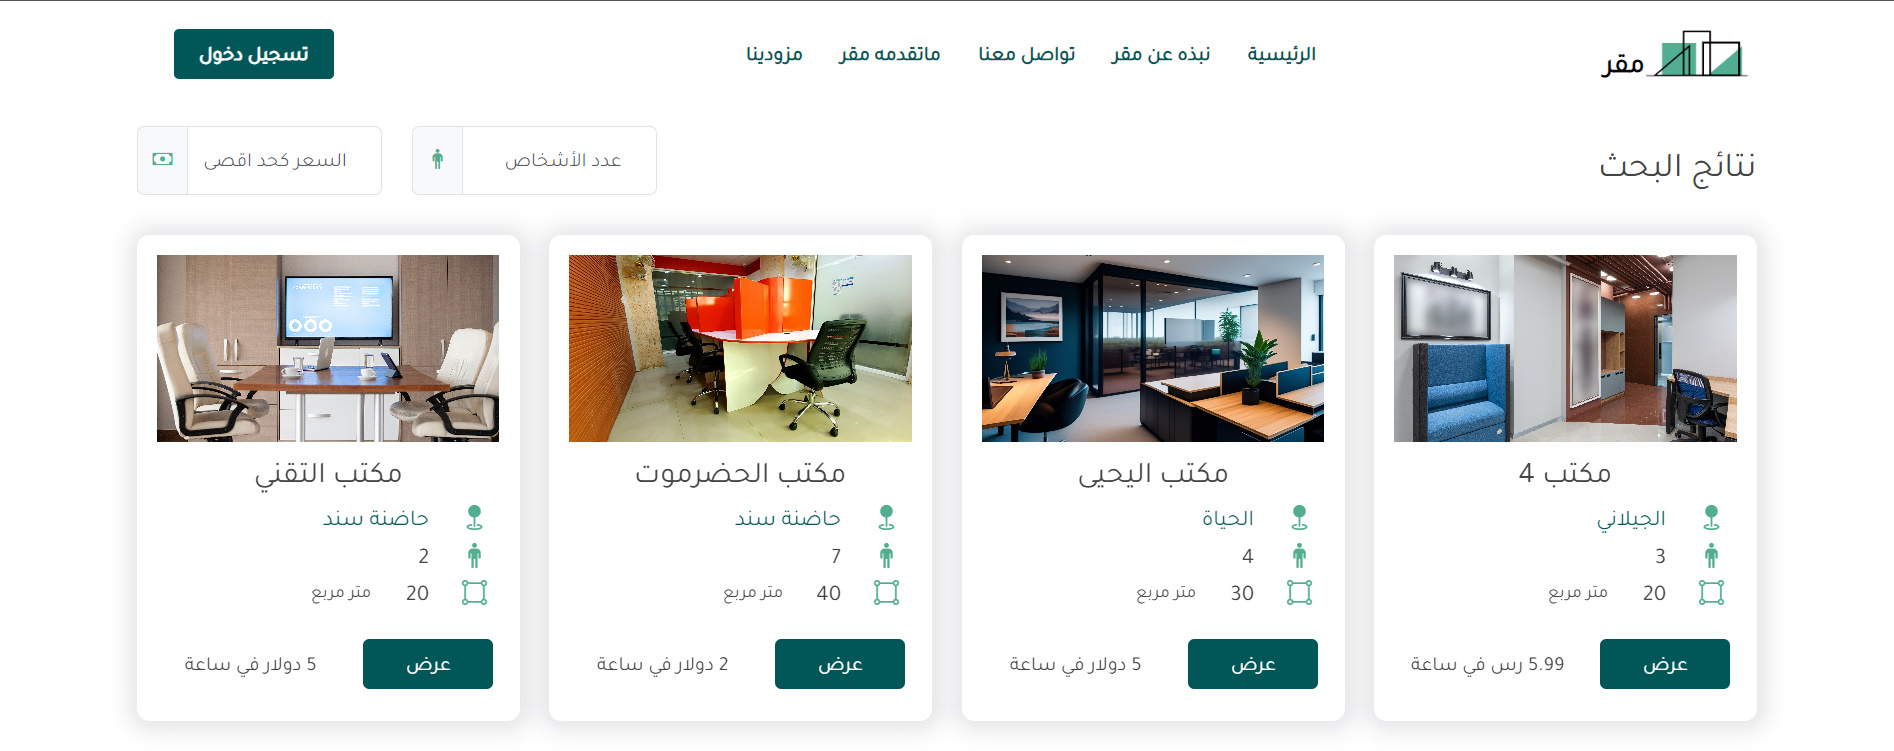 مقر
الرئيسية
نبذه عن مقر
تواصل معنا
ماتقدمه مقر
مزودينا
تسجيل دخول
نتائج البحث
عدد الأشخاص
السعر كحد اقصى
مكتب 4
الجيلاني
3
20 متر مربع
عرض
5.99 رس في ساعة
مكتب اليحيى
الحياة
4
30 متر مربع
عرض
5 دولار في ساعة
مكتب الحضرموت
حاضنة سند
7
40 متر مربع
عرض
2 دولار في ساعة
مكتب التقني
حاضنة سند
2
20 متر مربع
عرض
5 دولار في ساعة